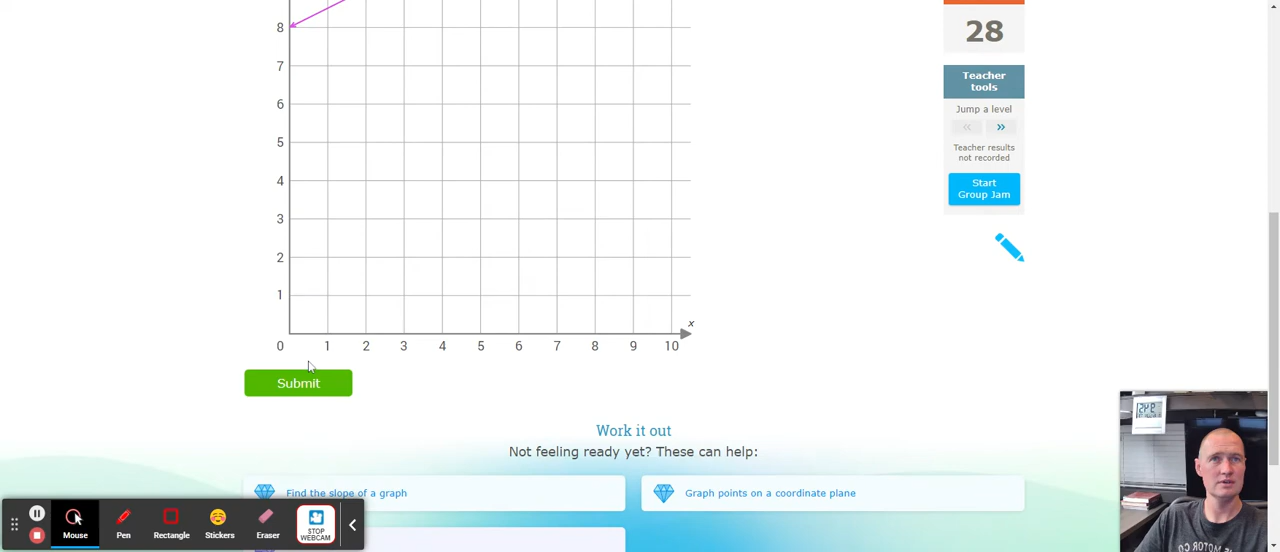 8
7
6
5
4
3
2
1
x
0 1 2 3 4 5 6 7 8 9 10
Submit
28
Teacher
tools
Jump a level
<< >>
Teacher results
not recorded
Start
Group Jam
Work it out
Not feeling ready yet? These can help:
Find the slope of a graph
Graph points on a coordinate plane
Mouse
Pen
Rectangle
Stickers
Eraser
STOP
WEBCAM